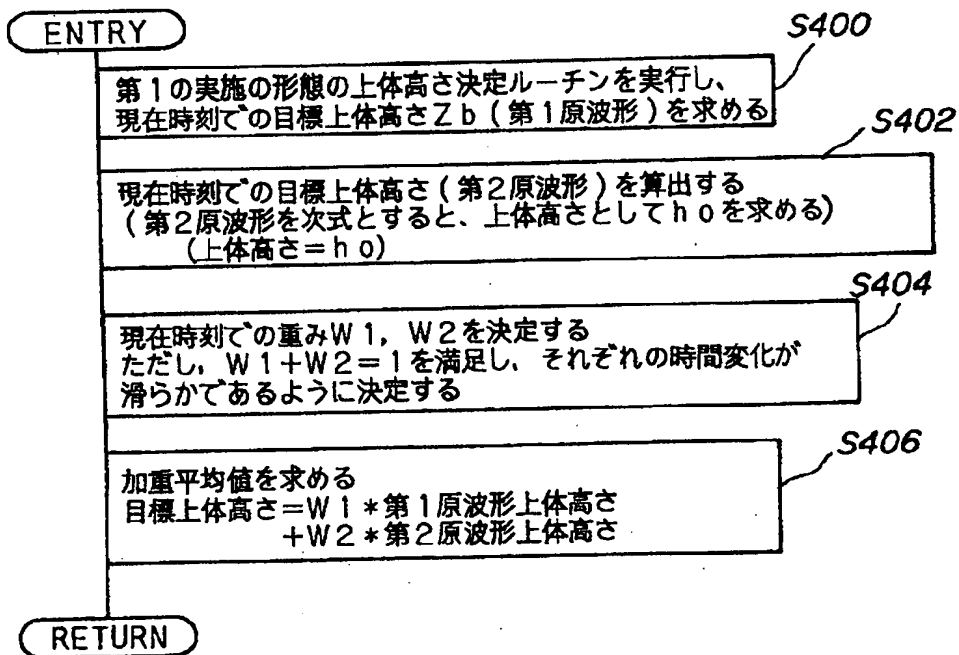 ENTRY
S400
第1の実施の形態の上体高さ決定ルーチンを実行し、
現在時刻での目標上体高さZb(第1原波形)を求める
S402
現在時刻での目標上体高さ(第2原波形)を算出する
(第2原波形を次式とすると、上体高さとしてhoを求める)
(上体高さ=ho)
S404
現在時刻での重みW1,W2を決定する
ただし,W1+W2=1を満足し、それぞれの時間変化が
滑らかであるように決定する
S406
加重平均値を求める
目標上体高さ=W1*第1原波形上体高さ
+W2*第2原波形上体高さ
RETURN